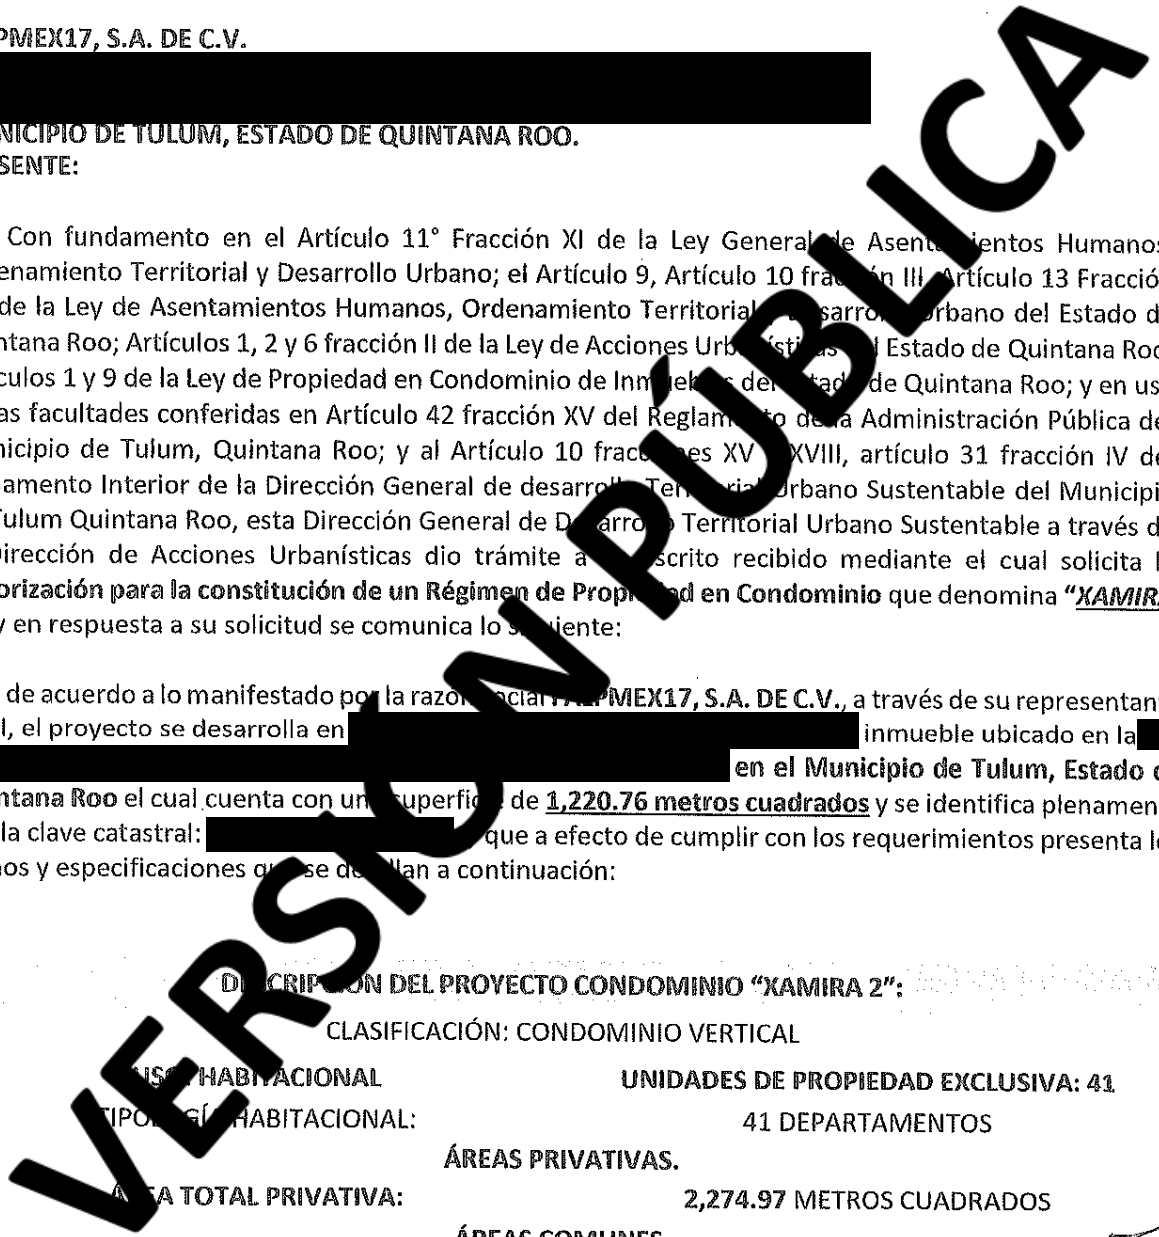 PMEX17, S.A. DE C.V.
NICIPIO DE TULUM, ESTADO DE QUINTANA ROO.
SENTE:
Con fundamento en el Artículo 11° Fracción XI de la Ley General de Asentamientos Humanos
enamiento Territorial y Desarrollo Urbano; el Artículo 9, Artículo 10 fracción III, Artículo 13 Fracció
de la Ley de Asentamientos Humanos, Ordenamiento Territorial Desarrollo Urbano del Estado d
ntana Roo; Artículos 1, 2 y 6 fracción II de la Ley de Acciones Urbanísticas del Estado de Quintana Roo
culos 1 y 9 de la Ley de Propiedad en Condominio de Inmuebles del Estado de Quintana Roo; y en us
as facultades conferidas en Artículo 42 fracción XV del Reglamento de la Administración Pública de
nicipio de Tulum, Quintana Roo; y al Artículo 10 fracciones XV XVIII, artículo 31 fracción IV de
amento Interior de la Dirección General de desarrollo Territorial Urbano Sustentable del Municipi
Tulum Quintana Roo, esta Dirección General de Desarrollo Territorial Urbano Sustentable a través d
Dirección de Acciones Urbanísticas dio trámite a escrito recibido mediante el cual solicita l
orización para la constitución de un Régimen de Propiedad en Condominio que denomina "XAMIRA
y en respuesta a su solicitud se comunica lo siguiente:
de acuerdo a lo manifestado por la razón social PMEX17, S.A. DE C.V., a través de su representant
l, el proyecto se desarrolla en inmueble ubicado en la
en el Municipio de Tulum, Estado d
ntana Roo el cual cuenta con una superficie de 1,220.76 metros cuadrados y se identifica plenamen
la clave catastral: que a efecto de cumplir con los requerimientos presenta lo
nos y especificaciones que se detallan a continuación:
DESCRIPCIÓN DEL PROYECTO CONDOMINIO "XAMIRA 2":
CLASIFICACIÓN: CONDOMINIO VERTICAL
USO: HABITACIONAL UNIDADES DE PROPIEDAD EXCLUSIVA: 41
TIPOLOGÍA HABITACIONAL: 41 DEPARTAMENTOS
ÁREAS PRIVATIVAS.
ÁREA TOTAL PRIVATIVA: 2,274.97 METROS CUADRADOS
ÁREAS COMUNES
VERSIÓN PÚBLICA